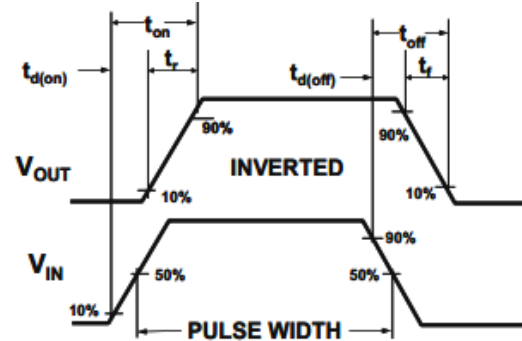 ton
toff
td(on)
tr
td(off)
tf
90%
90%
VOUT
INVERTED
10%
10%
90%
VIN
50%
50%
10%
PULSE WIDTH